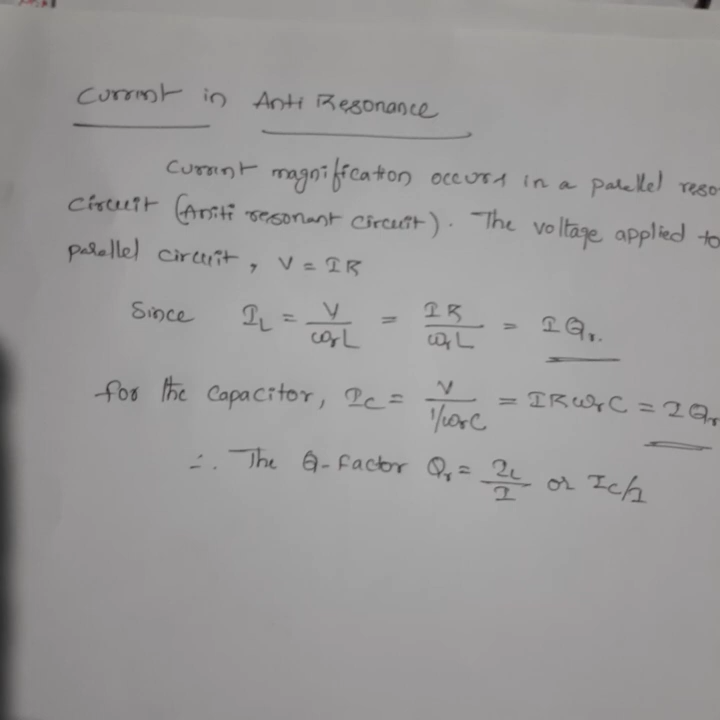 Current in Anti Resonance
Current magnification occurs in a parallel reso
circuit (Aniti resonant circuit). The voltage applied to
parallel circuit, V = IR
Since I_L = V/ω_rL = IR/ω_rL = IQ_r.
for the capacitor, I_C = V/(1/ω_rC) = IRω_rC = IQ_r
∴ The Q-factor Q_r = I_L/I or I_C/I